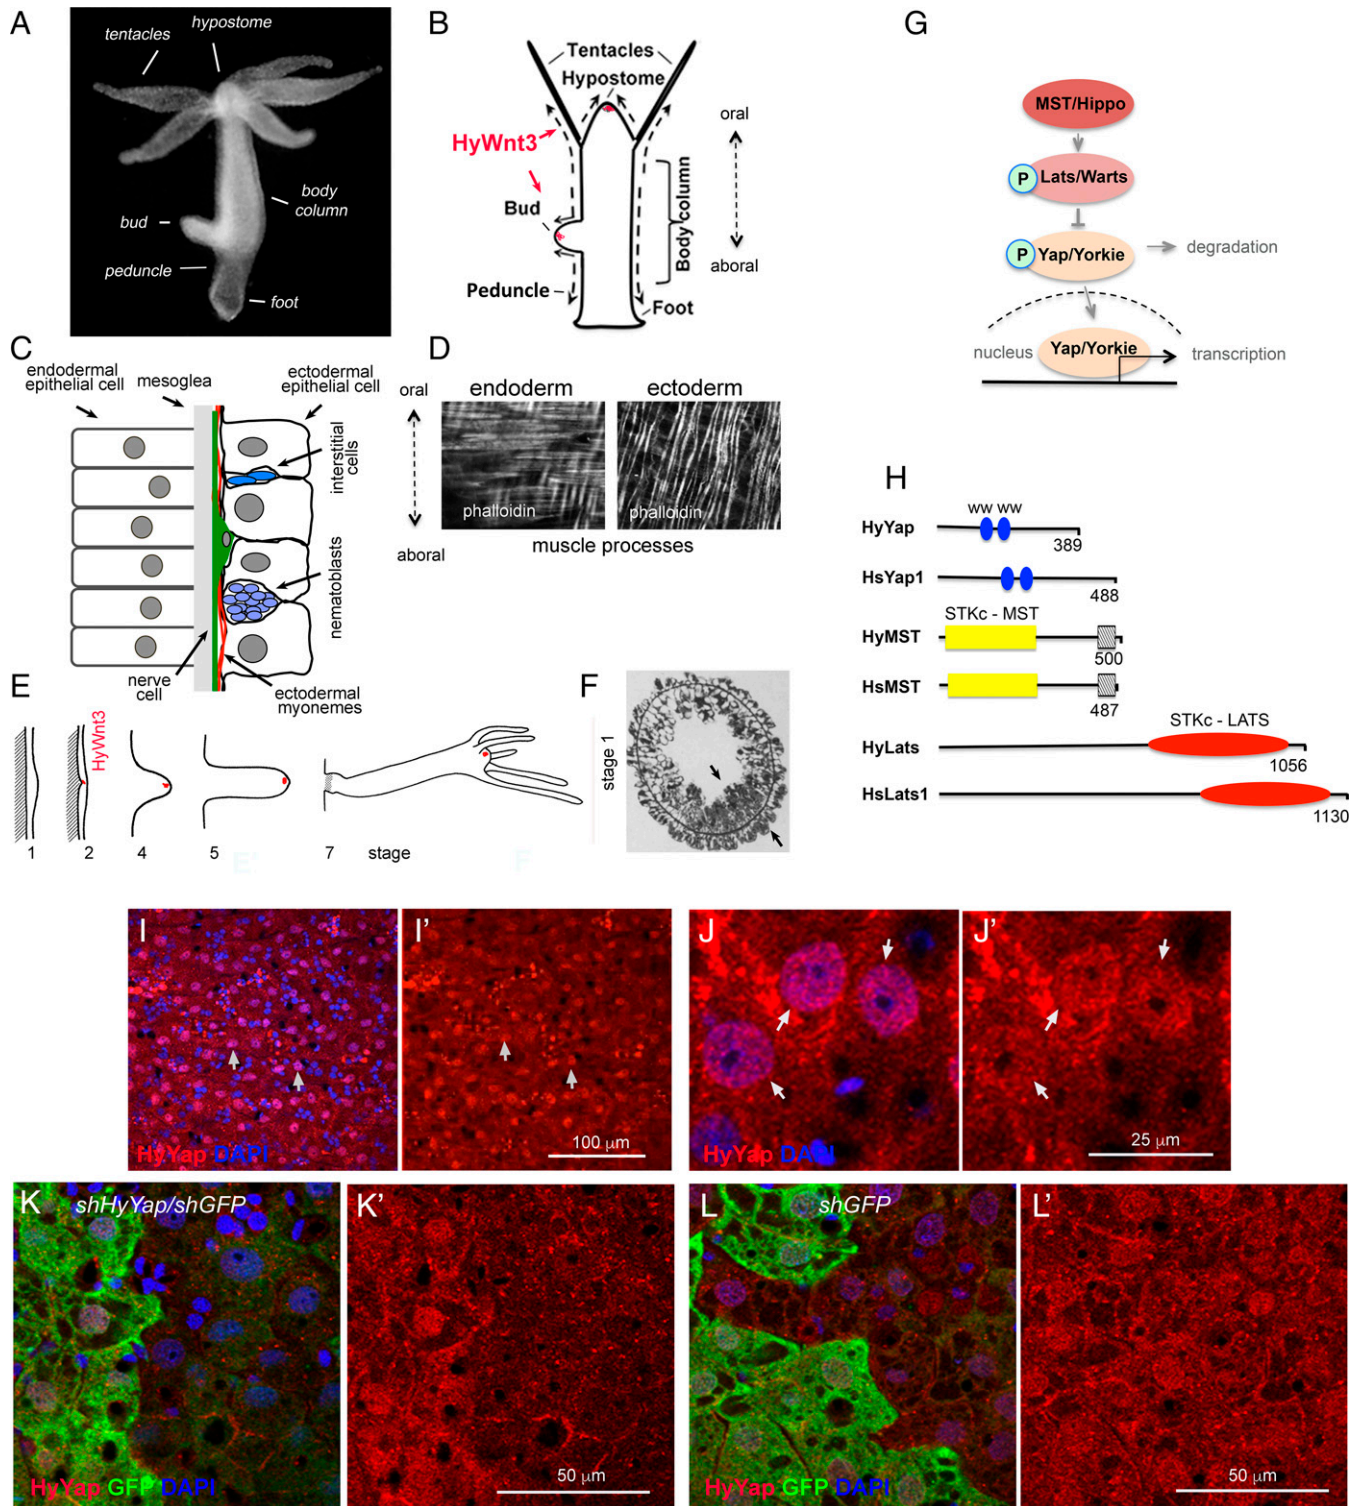 A
tentacles
hypostome
bud
body
column
peduncle
foot
B
Tentacles
Hypostome
HyWnt3
Bud
Peduncle
Body column
Foot
oral
aboral
G
MST/Hippo
P
Lats/Warts
P
Yap/Yorkie
degradation
nucleus
Yap/Yorkie
transcription
C
endodermal
epithelial cell
mesoglea
ectodermal
epithelial cell
interstitial
cells
nematoblasts
nerve
cell
ectodermal
myonemes
oral
aboral
D
endoderm
ectoderm
phalloidin
phalloidin
muscle processes
H
WW WW
HyYap
389
HsYap1
488
STKc - MST
HyMST
500
HsMST
487
STKc - LATS
HyLats
1056
HsLats1
1130
E
HyWnt3
1 2 4 5 7 stage
F
stage 1
I
HyYap DAPI
I'
100 μm
J
HyYap DAPI
J'
25 μm
K
shHyYap/shGFP
HyYap GFP DAPI
K'
50 μm
L
shGFP
HyYap GFP DAPI
L'
50 μm